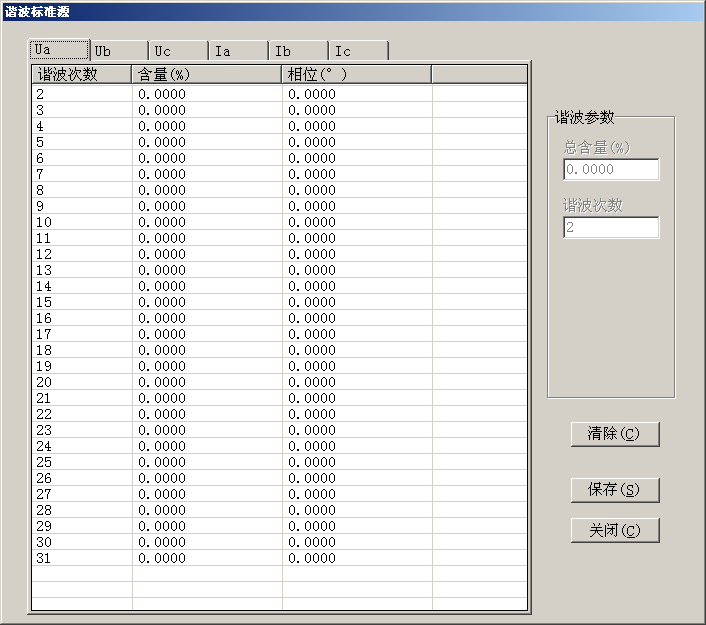 谐波标准源
Ua Ub Uc Ia Ib Ic
谐波次数 含量(%) 相位(°)
2 0.0000 0.0000
3 0.0000 0.0000
4 0.0000 0.0000
5 0.0000 0.0000
6 0.0000 0.0000
7 0.0000 0.0000
8 0.0000 0.0000
9 0.0000 0.0000
10 0.0000 0.0000
11 0.0000 0.0000
12 0.0000 0.0000
13 0.0000 0.0000
14 0.0000 0.0000
15 0.0000 0.0000
16 0.0000 0.0000
17 0.0000 0.0000
18 0.0000 0.0000
19 0.0000 0.0000
20 0.0000 0.0000
21 0.0000 0.0000
22 0.0000 0.0000
23 0.0000 0.0000
24 0.0000 0.0000
25 0.0000 0.0000
26 0.0000 0.0000
27 0.0000 0.0000
28 0.0000 0.0000
29 0.0000 0.0000
30 0.0000 0.0000
31 0.0000 0.0000
谐波参数
总含量(%)
0.0000
谐波次数
2
清除(C)
保存(S)
关闭(C)